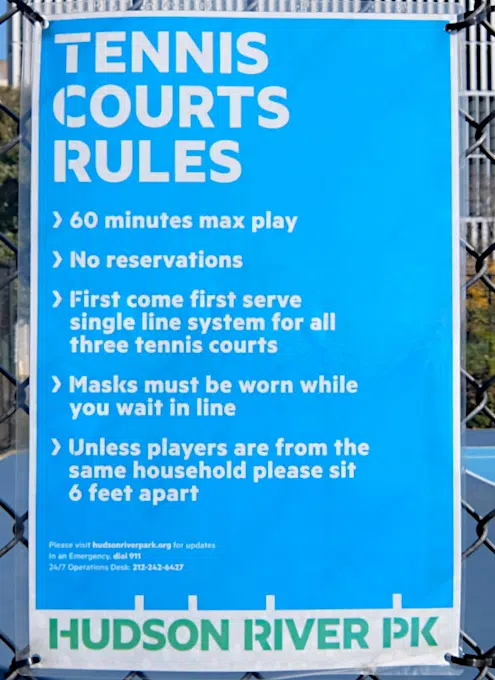 TENNIS
COURTS
RULES
❯ 60 minutes max play
❯ No reservations
❯ First come first serve
single line system for all
three tennis courts
❯ Masks must be worn while
you wait in line
❯ Unless players are from the
same household please sit
6 feet apart
Please visit hudsonriverpark.org for updates
In an Emergency, dial 911
24/7 Operations Desk: 212-242-6427
HUDSON RIVER PK